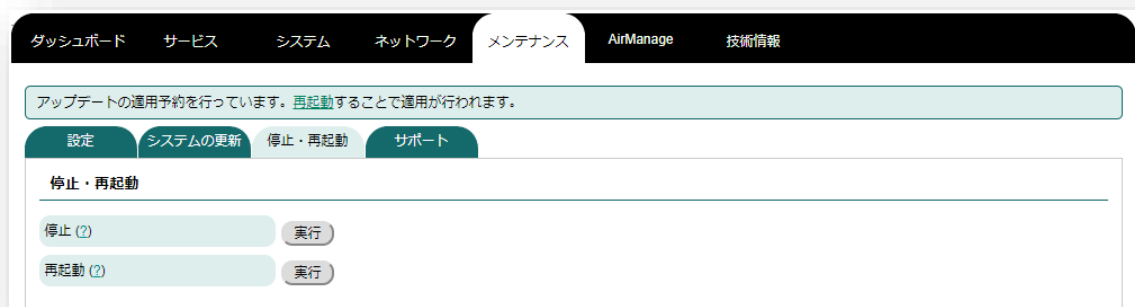 ダッシュボード サービス システム ネットワーク メンテナンス AirManage 技術情報
アップデートの適用予約を行っています。再起動することで適用が行われます。
設定 システムの更新 停止・再起動 サポート
停止・再起動
停止 (?) 実行
再起動 (?) 実行